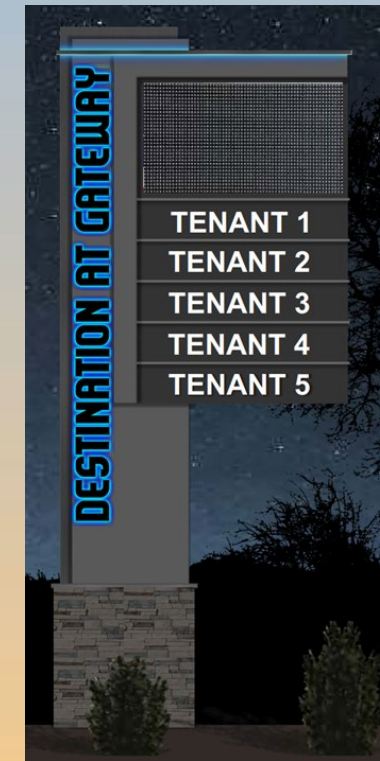 DESTINATION AT GATEWAY
TENANT 1
TENANT 2
TENANT 3
TENANT 4
TENANT 5